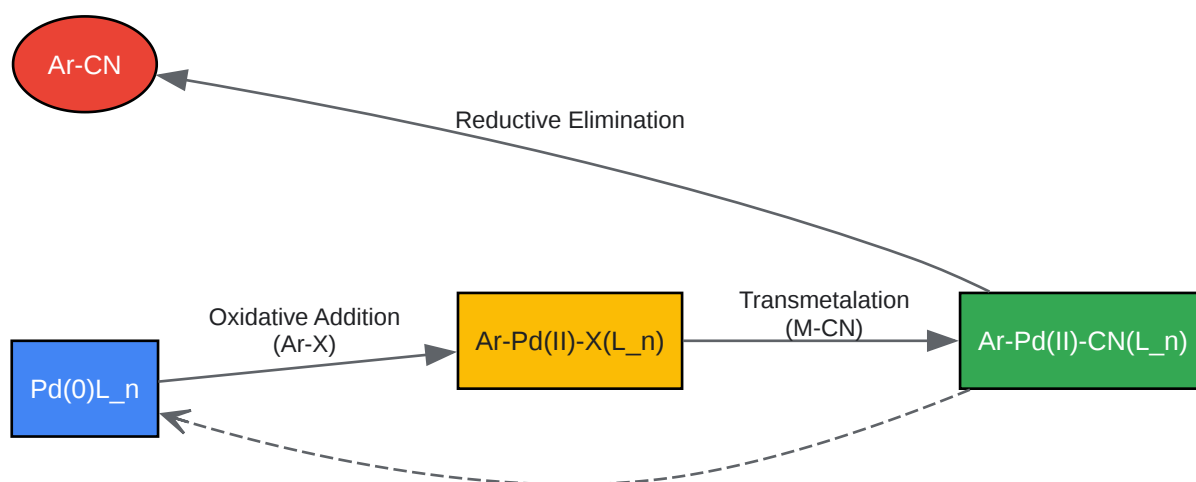 Ar-CN
Reductive Elimination
Oxidative Addition
(Ar-X)
Transmetalation
(M-CN)
Pd(0)L_n
Ar-Pd(II)-X(L_n)
Ar-Pd(II)-CN(L_n)